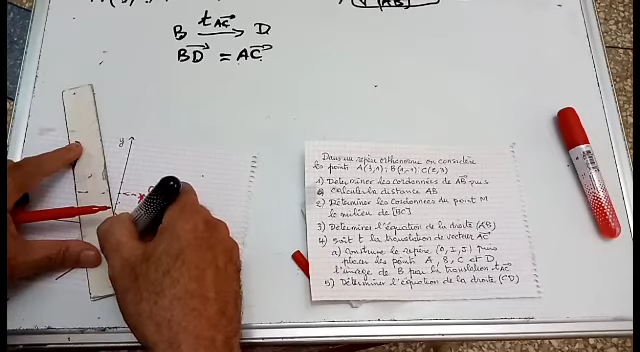 B t_AC→ D
BD = AC
y
Dans un repère orthonormé on considère
les points A(3,1) ; B(1,-1) C(2,3)
1) Déterminer les coordonnées de AB puis
calculer la distance AB
2) Déterminer les coordonnées du point M
le milieu de [BC]
3) Déterminer l'équation de la droite (AB)
4) Soit t la translation de vecteur AC
a) Construire le repère (O, I, J) puis
placer les points A, B, C et D
l'image de B par la translation t_AC
5) Déterminer l'équation de la droite (CD)